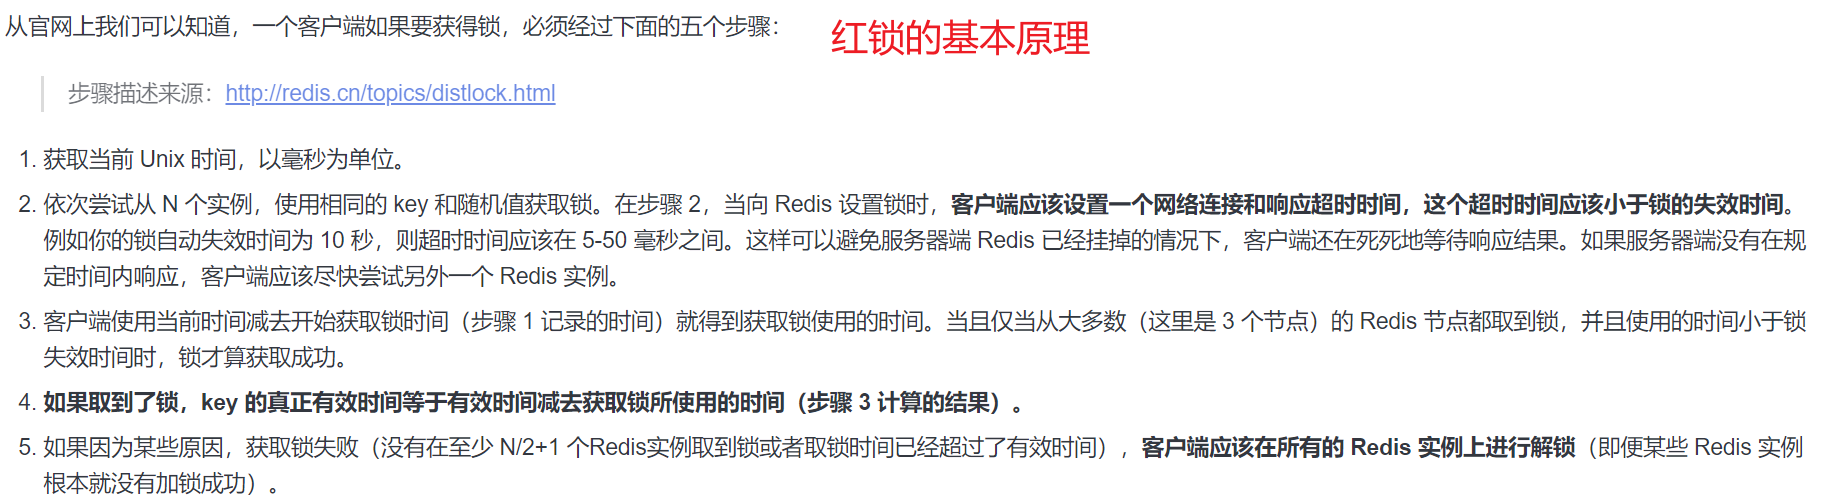 从官网上我们可以知道，一个客户端如果要获得锁，必须经过下面的五个步骤：
红锁的基本原理
步骤描述来源：http://redis.cn/topics/distlock.html
1. 获取当前 Unix 时间，以毫秒为单位。
2. 依次尝试从 N 个实例，使用相同的 key 和随机值获取锁。在步骤 2，当向 Redis 设置锁时，客户端应该设置一个网络连接和响应超时时间，这个超时时间应该小于锁的失效时间。
例如你的锁自动失效时间为 10 秒，则超时时间应该在 5-50 毫秒之间。这样可以避免服务器端 Redis 已经挂掉的情况下，客户端还在死死地等待响应结果。如果服务器端没有在规
定时间内响应，客户端应该尽快尝试另外一个 Redis 实例。
3. 客户端使用当前时间减去开始获取锁时间（步骤 1 记录的时间）就得到获取锁使用的时间。当且仅当从大多数（这里是 3 个节点）的 Redis 节点都取到锁，并且使用的时间小于锁
失效时间时，锁才算获取成功。
4. 如果取到了锁，key 的真正有效时间等于有效时间减去获取锁所使用的时间（步骤 3 计算的结果）。
5. 如果因为某些原因，获取锁失败（没有在至少 N/2+1 个Redis实例取到锁或者取锁时间已经超过了有效时间），客户端应该在所有的 Redis 实例上进行解锁（即便某些 Redis 实例
根本就没有加锁成功）。